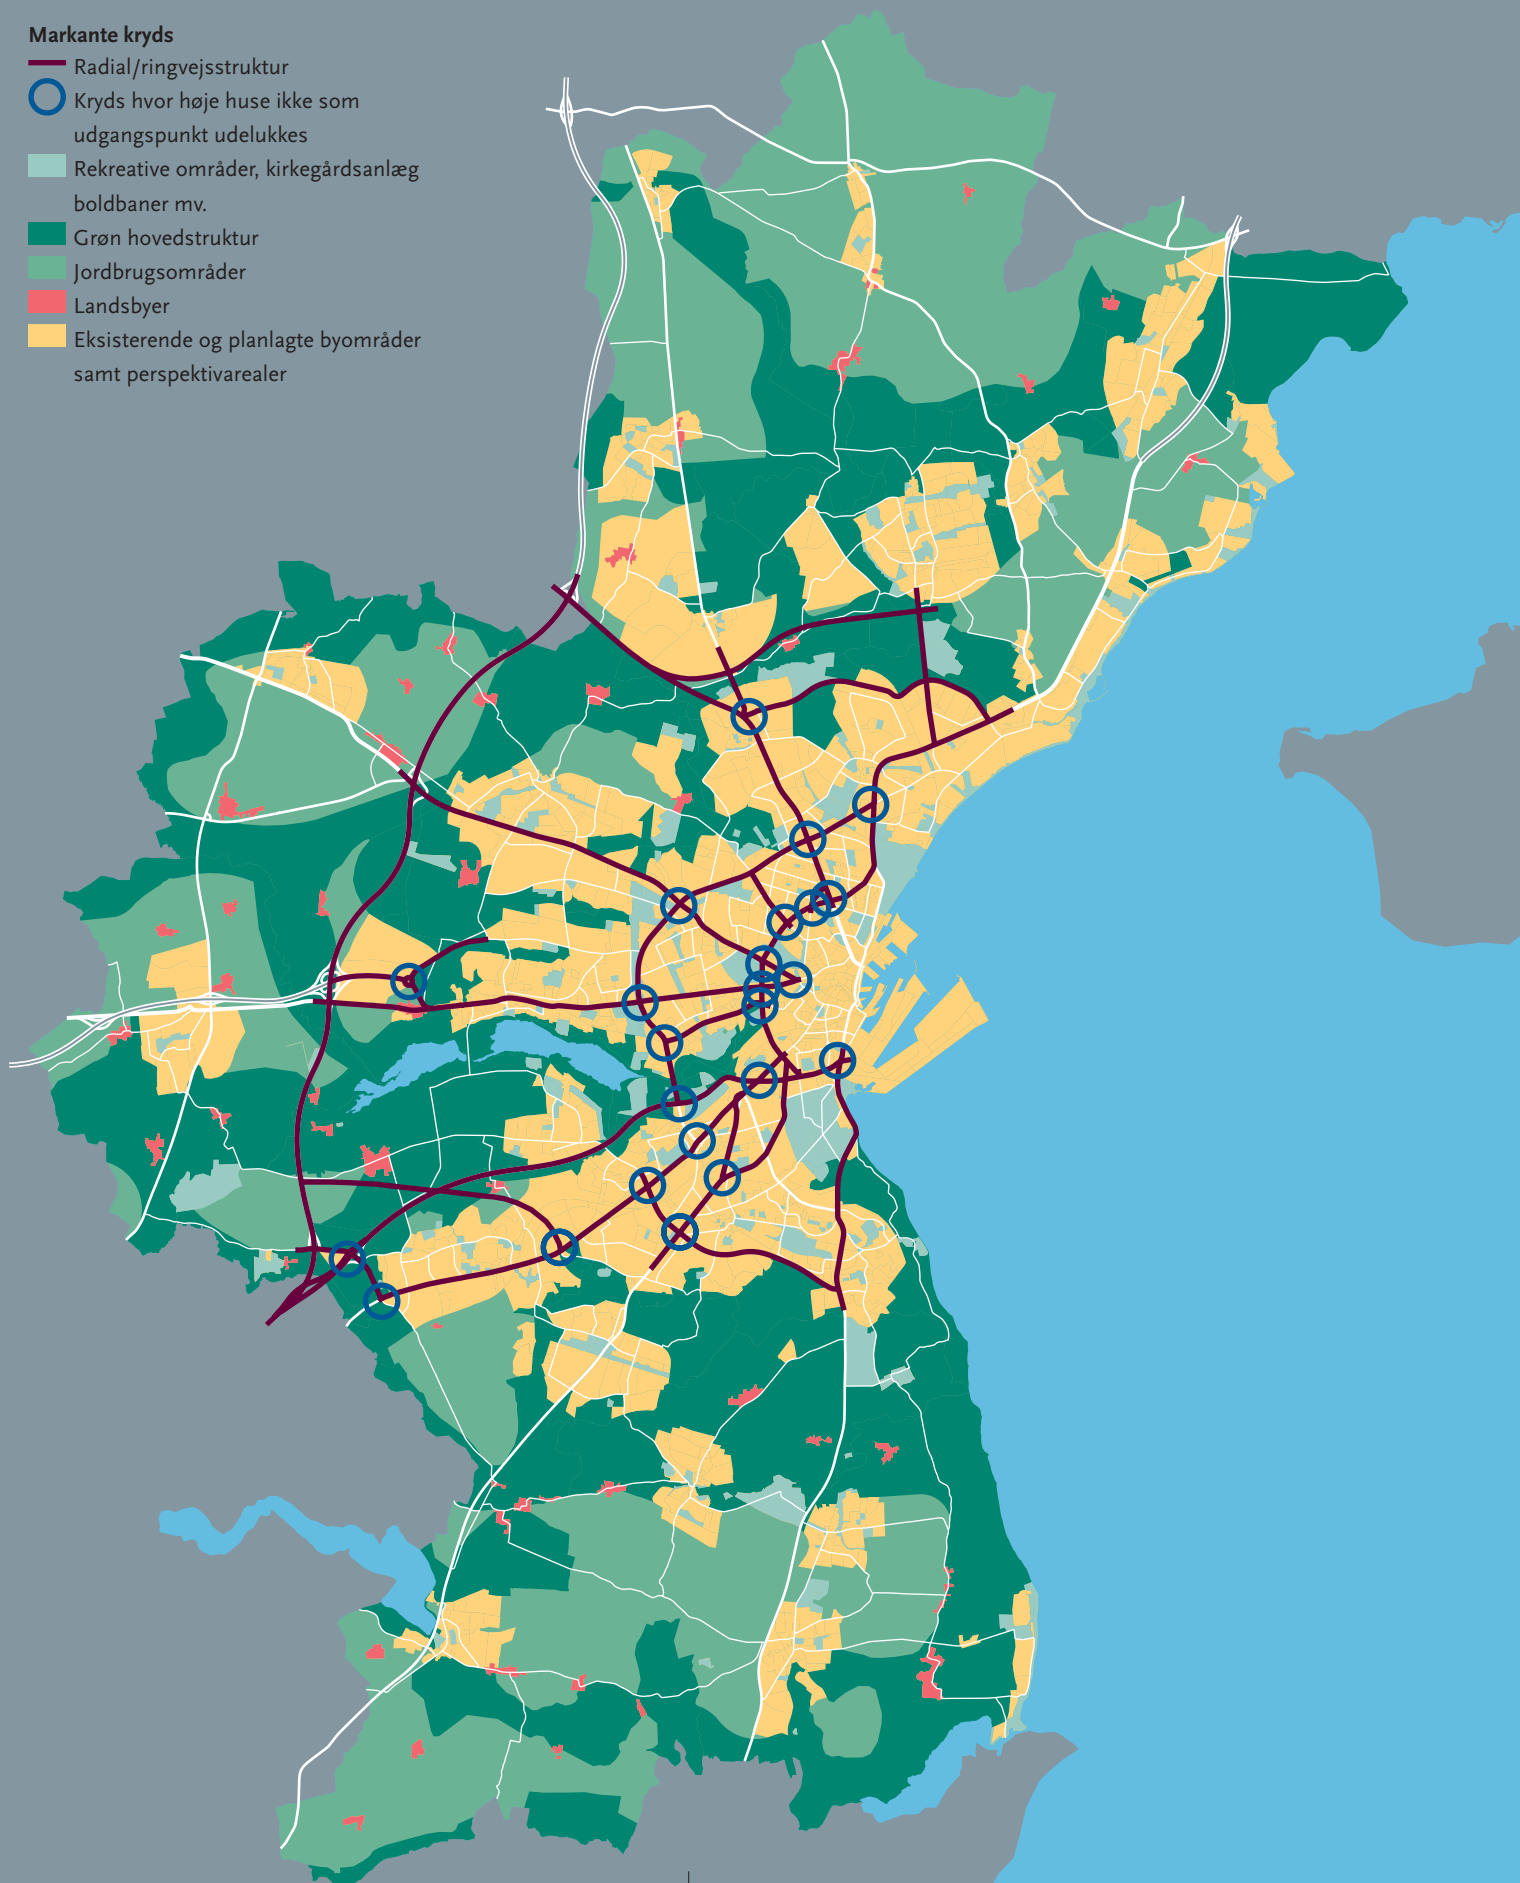 Markante kryds
Radial/ringvejsstruktur
Kryds hvor høje huse ikke som
udgangspunkt udelukkes
Rekreative områder, kirkegårdsanlæg
boldbaner mv.
Grøn hovedstruktur
Jordbrugsområder
Landsbyer
Eksisterende og planlagte byområder
samt perspektivarealer